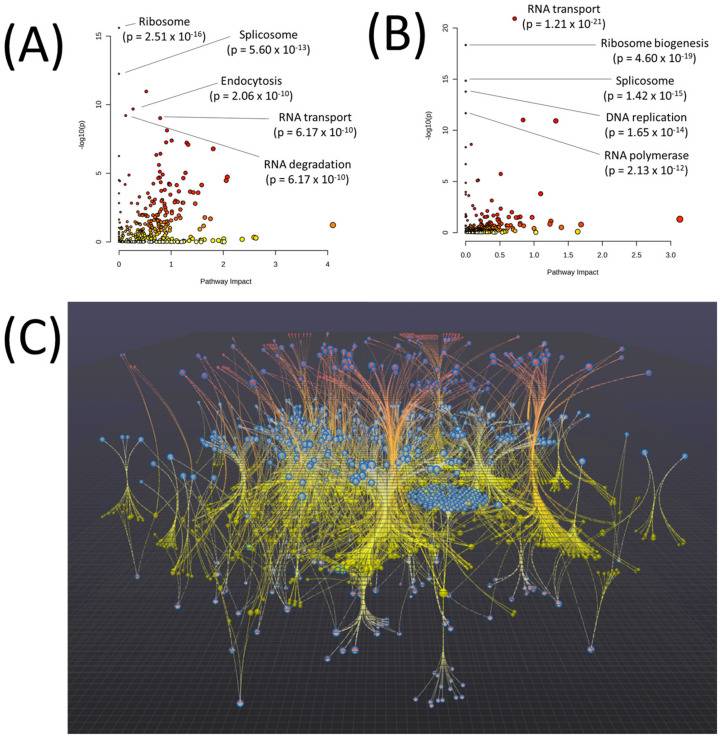 (A)
Ribosome
(p = 2.51 x 10-16)
Splicosome
(p = 5.60 x 10-13)
Endocytosis
(p = 2.06 x 10-10)
RNA transport
(p = 6.17 x 10-10)
RNA degradation
(p = 6.17 x 10-10)
-log10(p)
15
10
5
0
0 1 2 3 4
Pathway Impact
(B)
RNA transport
(p = 1.21 x 10-21)
Ribosome biogenesis
(p = 4.60 x 10-19)
Splicosome
(p = 1.42 x 10-15)
DNA replication
(p = 1.65 x 10-14)
RNA polymerase
(p = 2.13 x 10-12)
-log10(p)
20
15
10
5
0
0.0 0.5 1.0 1.5 2.0 2.5 3.0
Pathway Impact
(C)